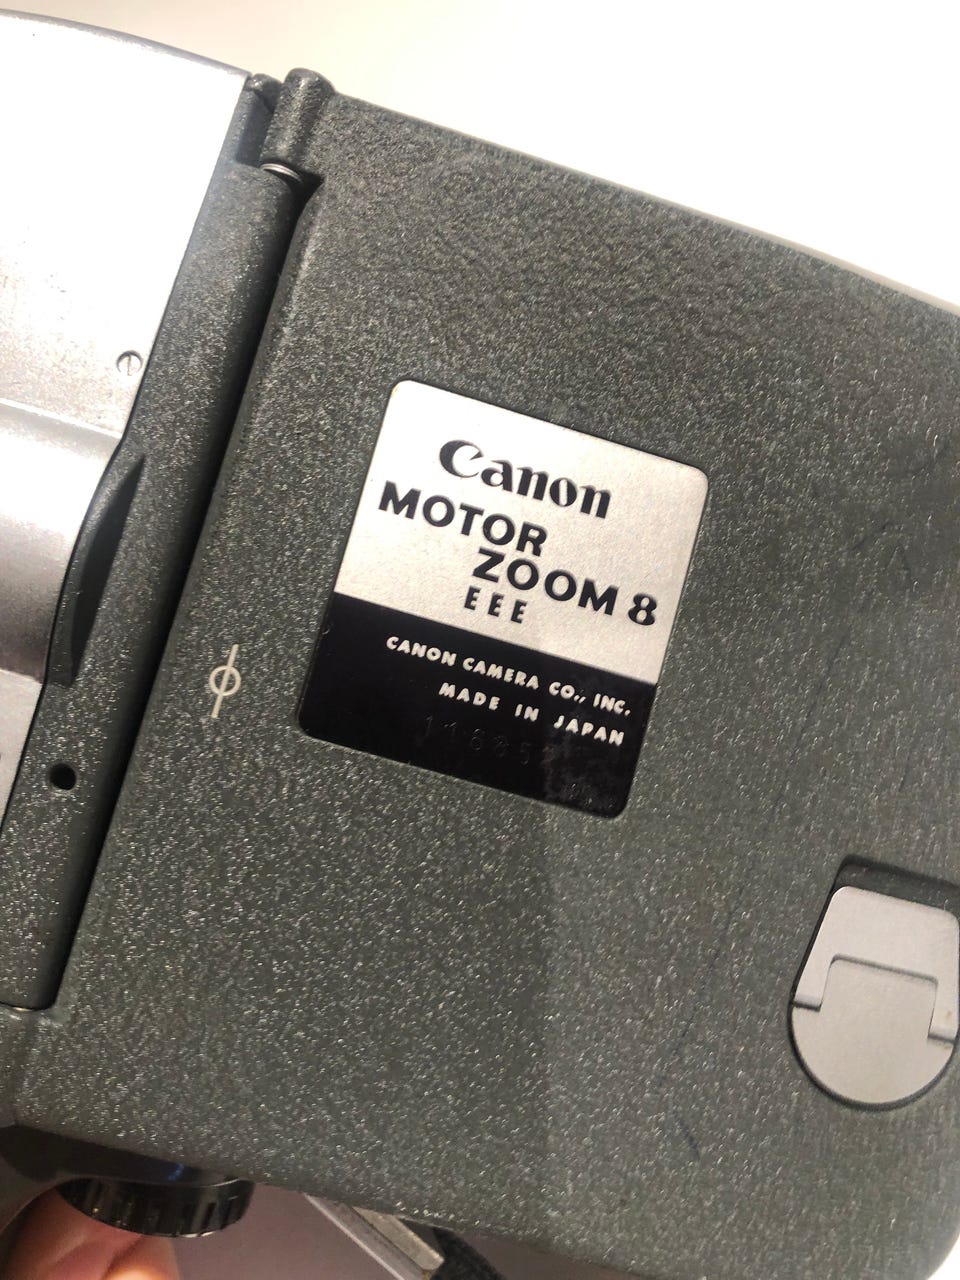 Canon
MOTOR
ZOOM 8
EEE
CANON CAMERA CO., INC.
MADE IN JAPAN